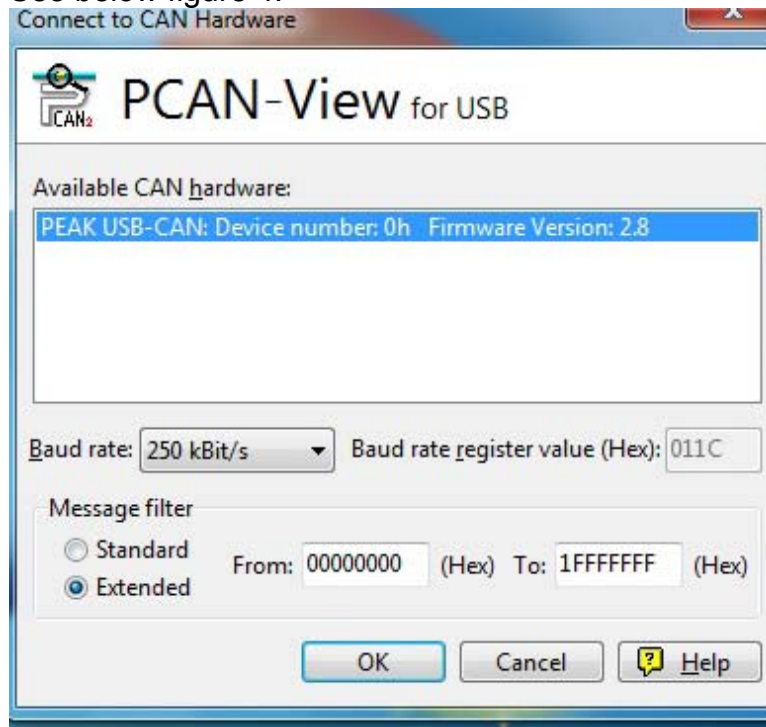 Connect to CAN Hardware
CAN2
PCAN-View for USB
Available CAN hardware:
PEAK USB-CAN: Device number: 0h Firmware Version: 2.8
Baud rate: 250 kBit/s Baud rate register value (Hex): 011C
Message filter
Standard
Extended
From: 00000000 (Hex) To: 1FFFFFFF (Hex)
OK Cancel ? Help